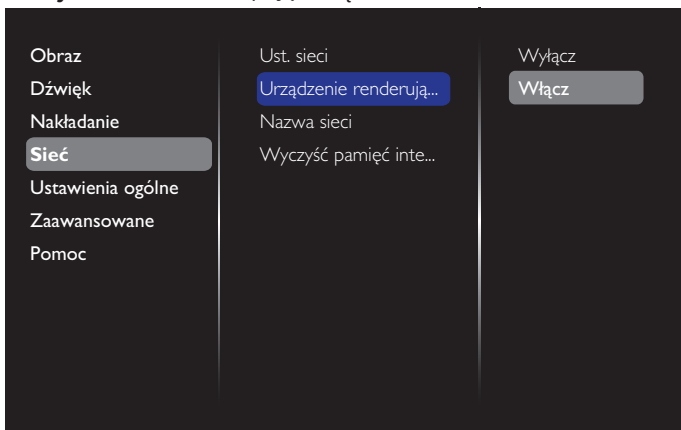 Obraz
Dźwięk
Nakładanie
Sieć
Ustawienia ogólne
Zaawansowane
Pomoc
Ust. sieci
Urządzenie renderują...
Nazwa sieci
Wyczyść pamięć inte...
Wyłącz
Włącz